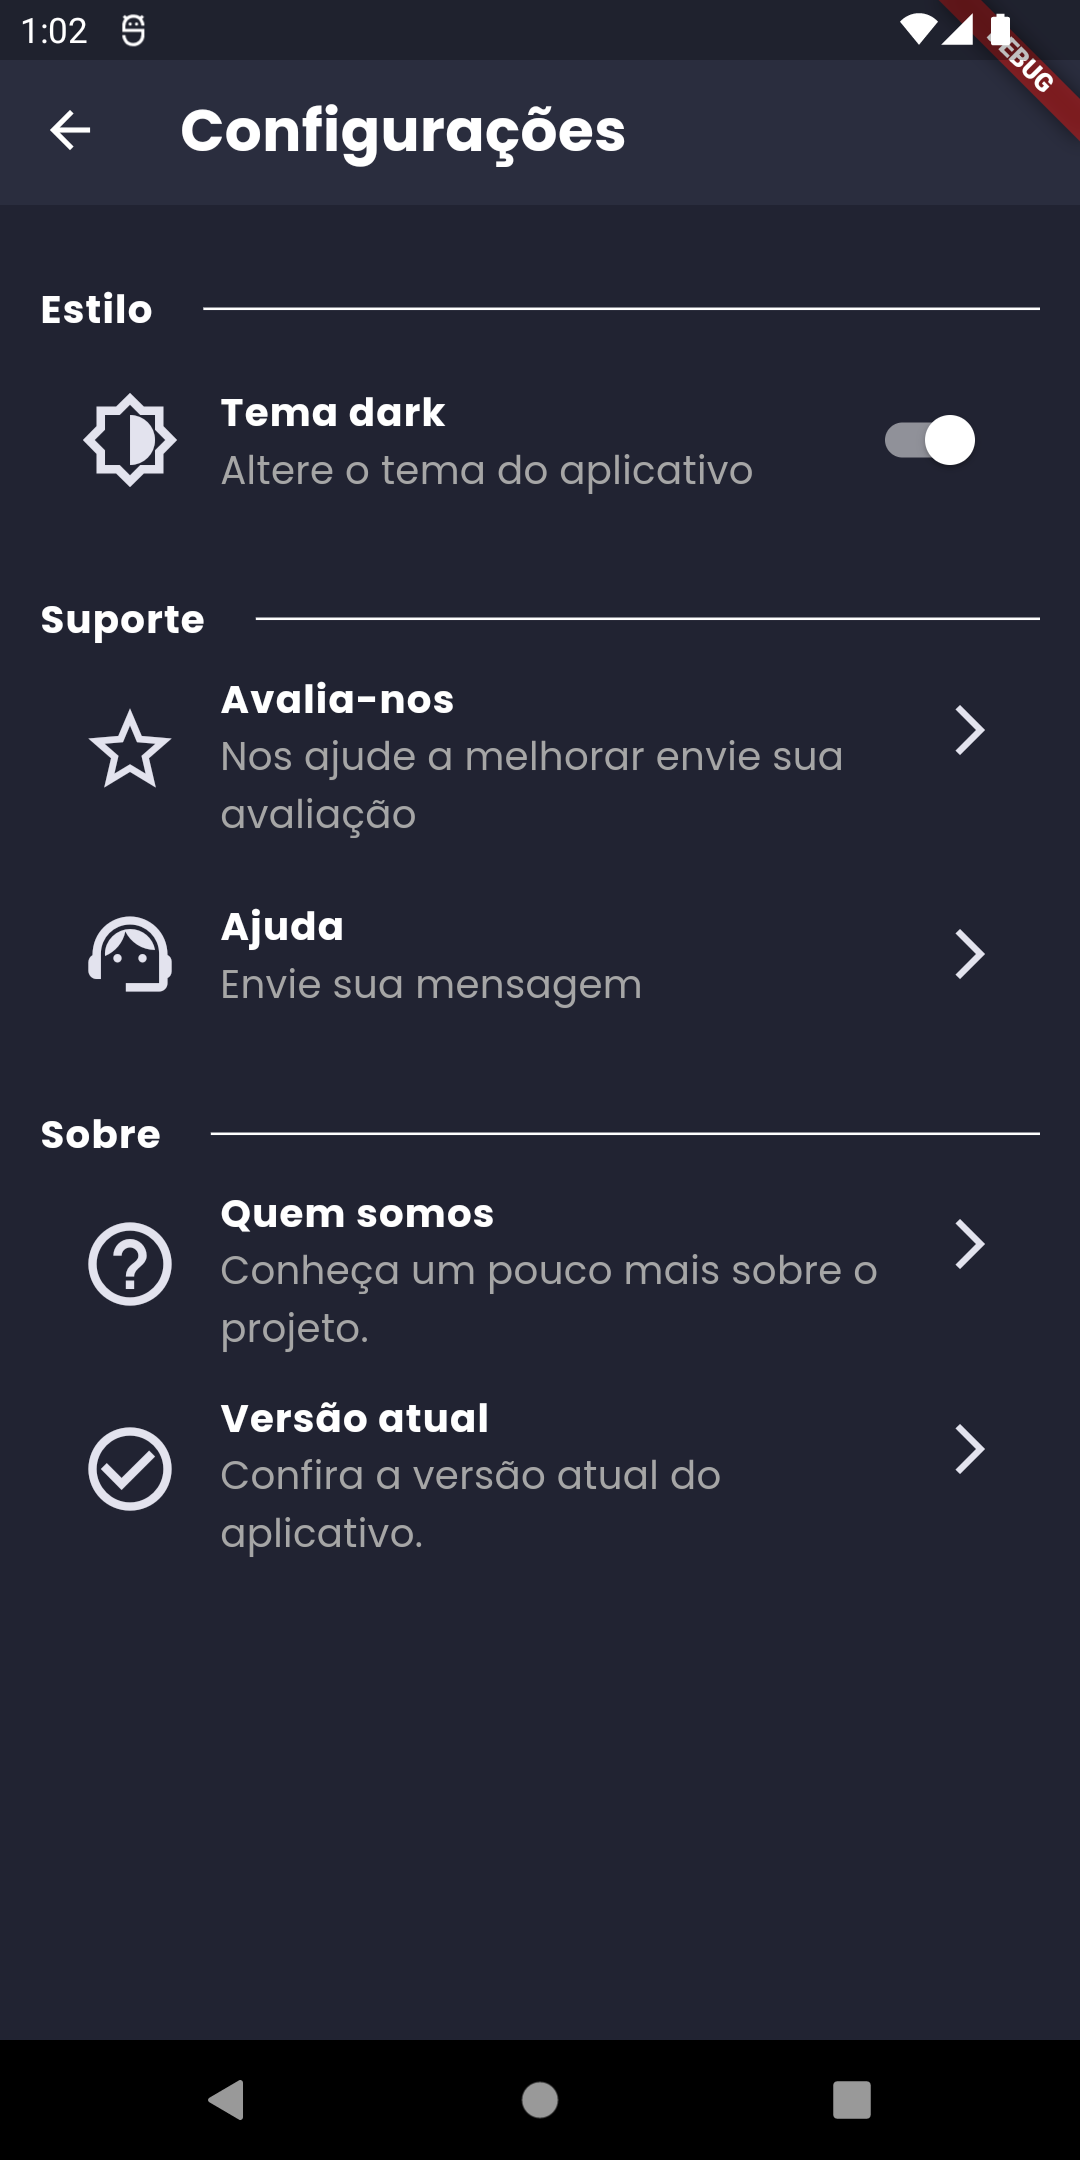 1:02
DEBUG
Configurações
Estilo
Tema dark
Altere o tema do aplicativo
Suporte
Avalia-nos
Nos ajude a melhorar envie sua
avaliação
Ajuda
Envie sua mensagem
Sobre
Quem somos
Conheça um pouco mais sobre o
projeto.
Versão atual
Confira a versão atual do
aplicativo.